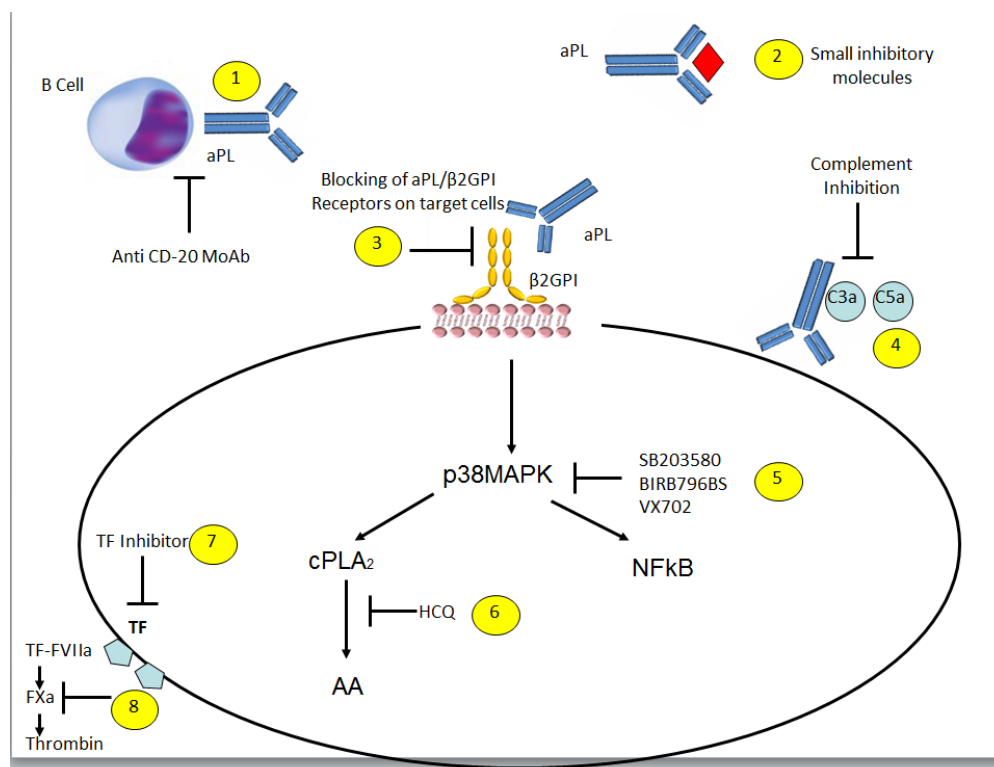 1
B Cell
aPL
Anti CD-20 MoAb
aPL
2
Small inhibitory
molecules
Blocking of aPL/β2GPI
Receptors on target cells
3
aPL
β2GPI
Complement
Inhibition
C3a
C5a
4
p38MAPK
SB203580
BIRB796BS
VX702
5
cPLA2
NFkB
HCQ
6
AA
TF Inhibitor
7
TF
TF-FVIIa
FXa
8
Thrombin